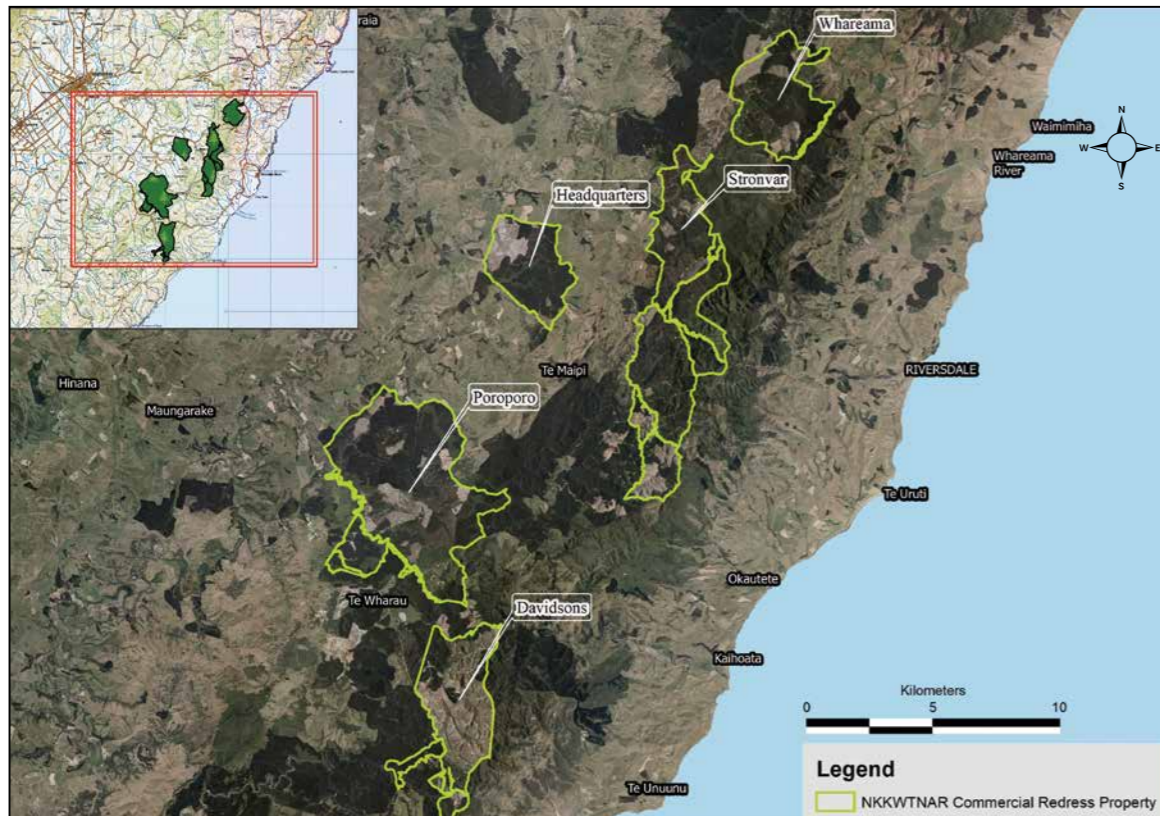 raia
Whareama
N
W
E
S
Waimimiha
Whareama
River
Stronvar
Headquarters
Te Maipi
RIVERSDALE
Hinana
Maungarake
Poroporo
Te Uruti
Okautete
Te Wharau
Davidsons
Kaihoata
Kilometers
0
5
10
Te Unuunu
Legend
NKKWTNAR Commercial Redress Property